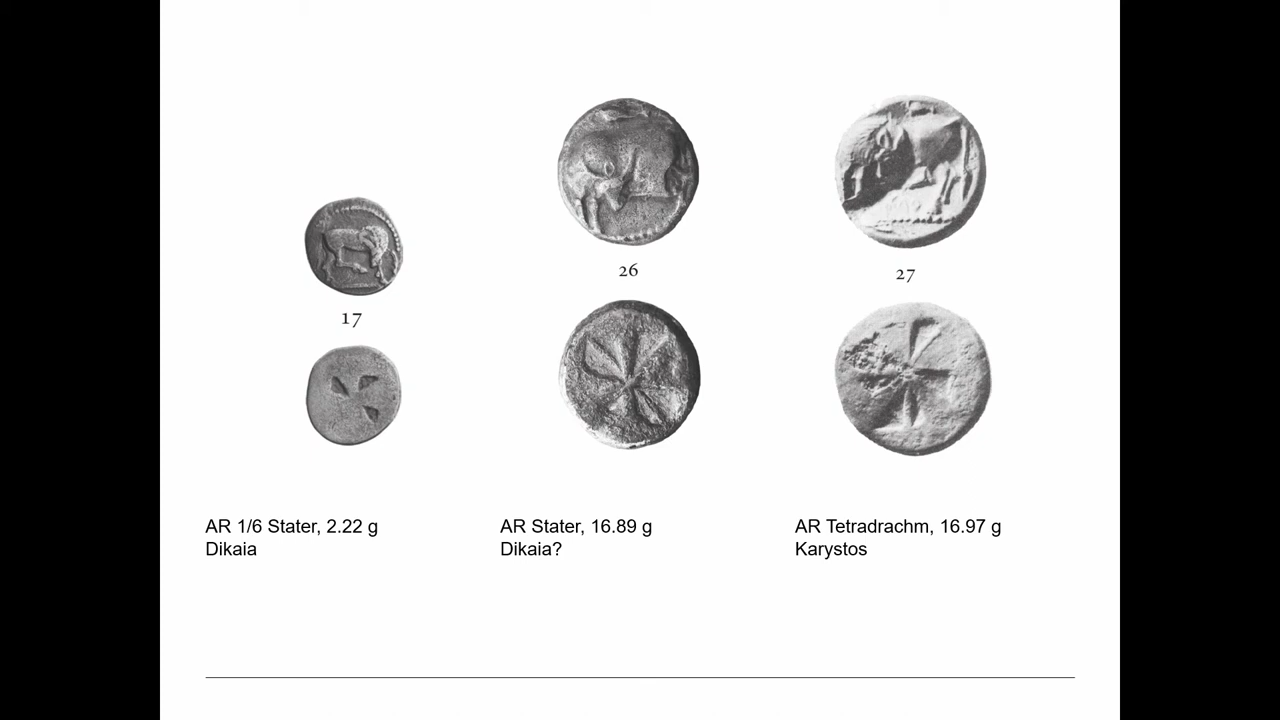 17
26
27
AR 1/6 Stater, 2.22 g
Dikaia
AR Stater, 16.89 g
Dikaia?
AR Tetradrachm, 16.97 g
Karystos